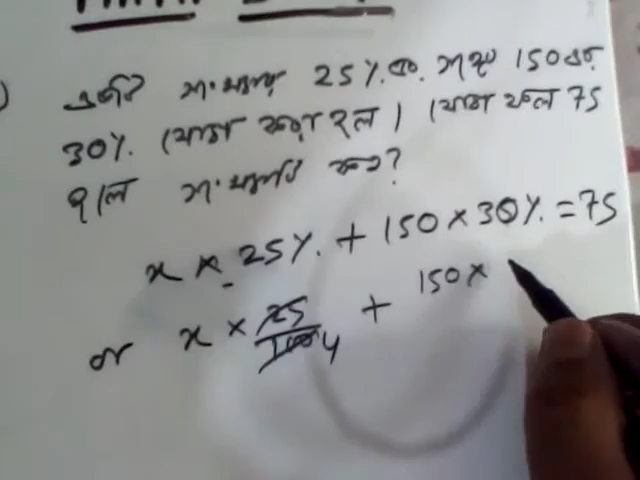 একটি সংখ্যার 25% এর সঙ্গে 150 এর
30% যোগ করা হল। যোগ ফল 75
হলে সংখ্যাটি কত?
x × 25% + 150 × 30% = 75
or x × 25/100 4 + 150 ×